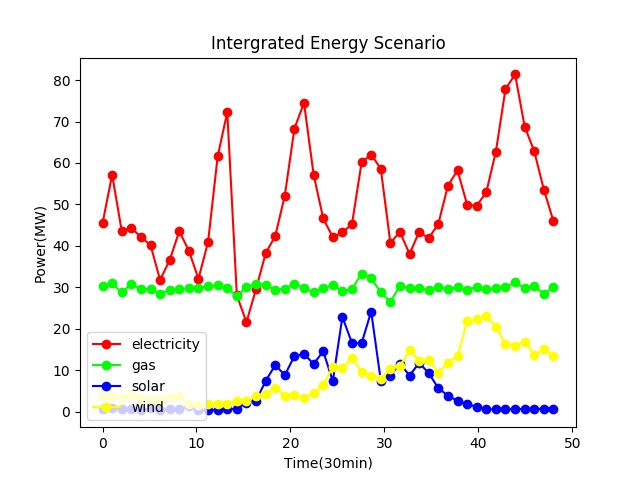 Intergrated Energy Scenario
Power(MW)
80
70
60
50
40
30
20
10
0
electricity
gas
solar
wind
0 10 20 30 40 50
Time(30min)